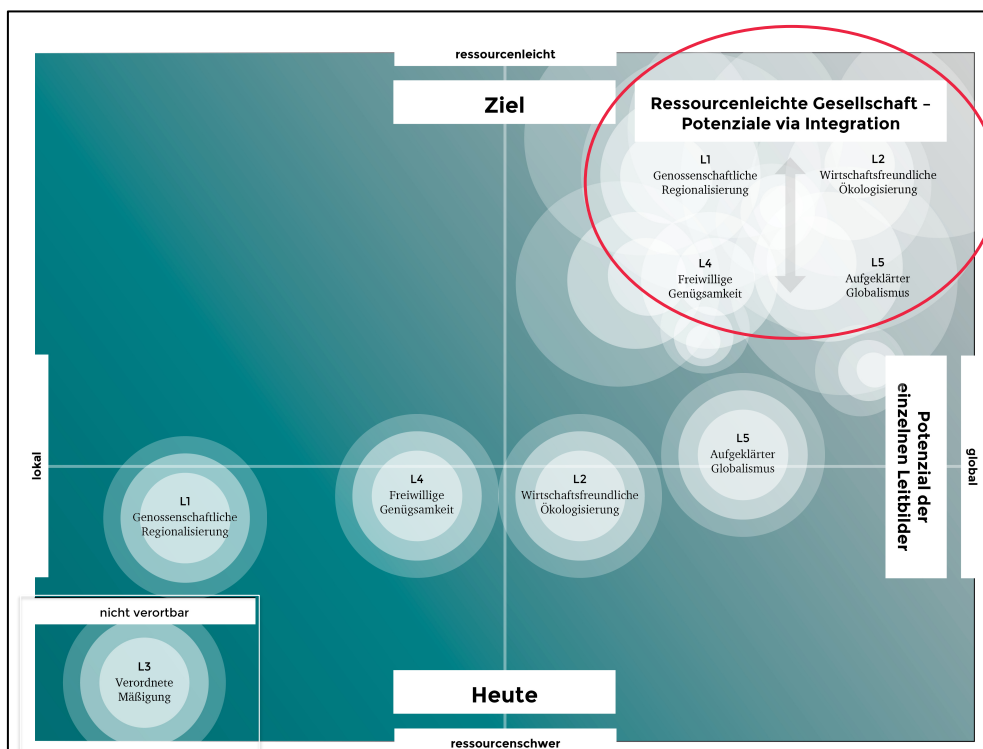 ressourcenleicht
Ziel
Ressourcenleichte Gesellschaft –
Potenziale via Integration
L1
Genossenschaftliche
Regionalisierung
L2
Wirtschaftsfreundliche
Ökologisierung
L4
Freiwillige
Genügsamkeit
L5
Aufgeklärter
Globalismus
lokal
global
Potenzial der
einzelnen Leitbilder
L1
Genossenschaftliche
Regionalisierung
L4
Freiwillige
Genügsamkeit
L2
Wirtschaftsfreundliche
Ökologisierung
L5
Aufgeklärter
Globalismus
nicht verortbar
L3
Verordnete
Mäßigung
Heute
ressourcenschwer